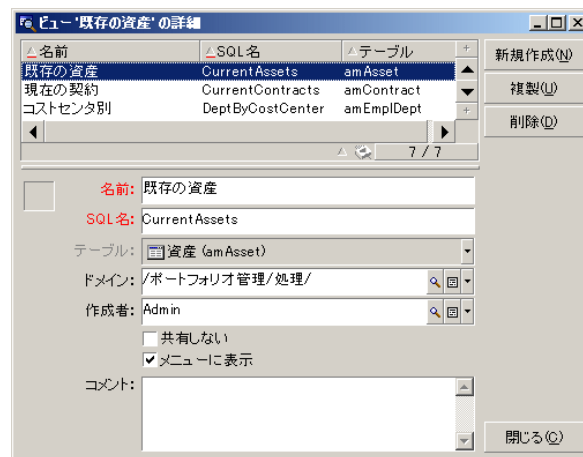 ビュー '既存の資産' の詳細
名前 SQL名 テーブル
既存の資産 CurrentAssets amAsset
現在の契約 CurrentContracts amContract
コストセンタ別 DeptByCostCenter amEmplDept
7 / 7
新規作成(N)
複製(U)
削除(D)
名前: 既存の資産
SQL名: CurrentAssets
テーブル: 資産 (amAsset)
ドメイン: /ポートフォリオ管理/処理/
作成者: Admin
共有しない
メニューに表示
コメント:
閉じる(C)